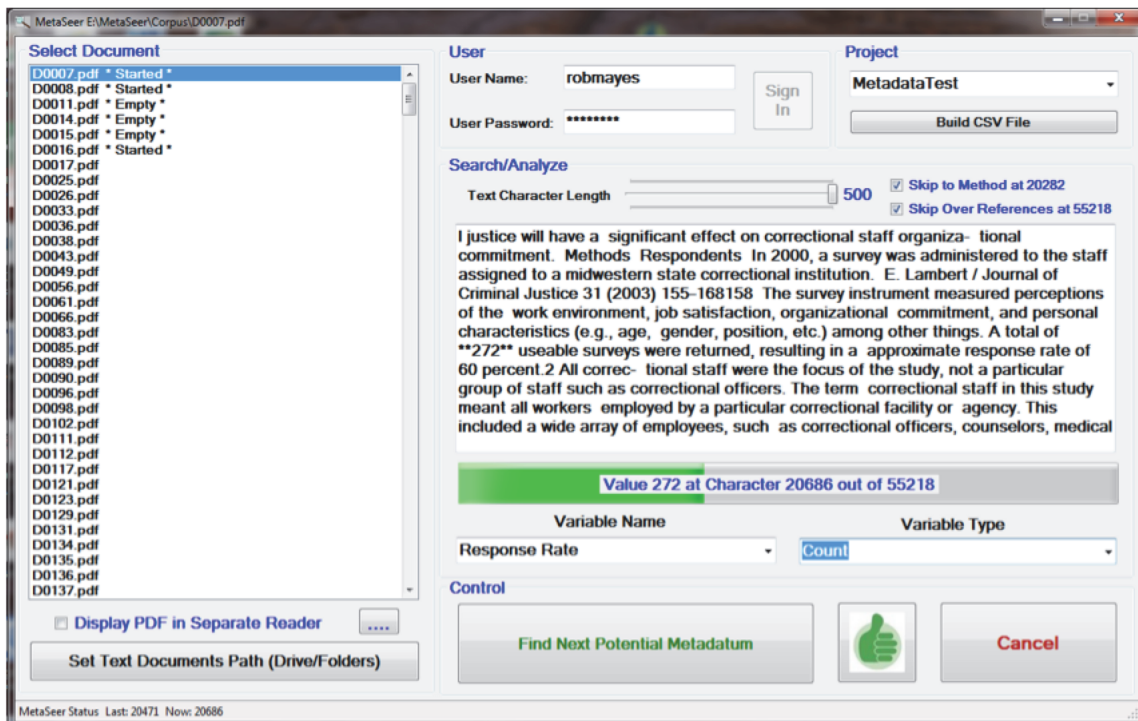 MetaSeer E:\MetaSeer\Corpus\D0007.pdf
Select Document
D0007.pdf * Started *
D0008.pdf * Started *
D0011.pdf * Empty *
D0014.pdf * Empty *
D0015.pdf * Empty *
D0016.pdf * Started *
D0017.pdf
D0025.pdf
D0026.pdf
D0033.pdf
D0036.pdf
D0038.pdf
D0043.pdf
D0049.pdf
D0056.pdf
D0061.pdf
D0066.pdf
D0083.pdf
D0085.pdf
D0089.pdf
D0090.pdf
D0096.pdf
D0098.pdf
D0102.pdf
D0111.pdf
D0112.pdf
D0117.pdf
D0121.pdf
D0123.pdf
D0129.pdf
D0131.pdf
D0134.pdf
D0135.pdf
D0136.pdf
D0137.pdf
Display PDF in Separate Reader
....
Set Text Documents Path (Drive/Folders)
User
User Name:
robmayes
User Password:
********
Sign
In
Project
MetadataTest
Build CSV File
Search/Analyze
Text Character Length
500
Skip to Method at 20282
Skip Over References at 55218
I justice will have a significant effect on correctional staff organiza- tional
commitment. Methods Respondents In 2000, a survey was administered to the staff
assigned to a midwestern state correctional institution. E. Lambert / Journal of
Criminal Justice 31 (2003) 155–168158 The survey instrument measured perceptions
of the work environment, job satisfaction, organizational commitment, and personal
characteristics (e.g., age, gender, position, etc.) among other things. A total of
**272** useable surveys were returned, resulting in a approximate response rate of
60 percent.2 All correc- tional staff were the focus of the study, not a particular
group of staff such as correctional officers. The term correctional staff in this study
meant all workers employed by a particular correctional facility or agency. This
included a wide array of employees, such as correctional officers, counselors, medical
Value 272 at Character 20686 out of 55218
Variable Name
Variable Type
Response Rate
Count
Control
Find Next Potential Metadatum
Cancel
MetaSeer Status Last: 20471 Now: 20686